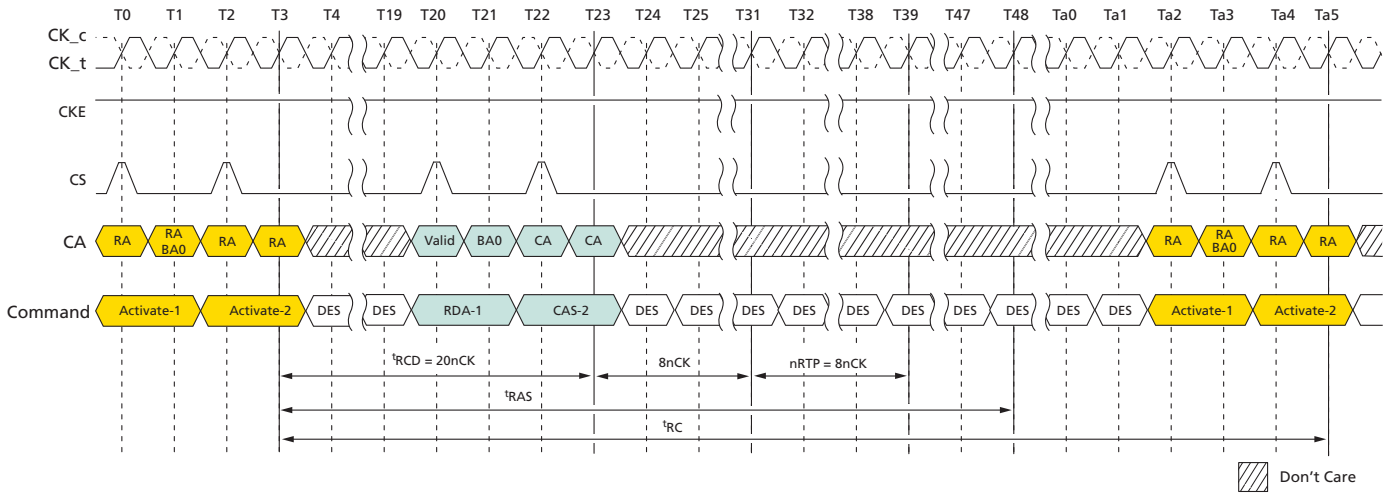 T0 T1 T2 T3 T4 T19 T20 T21 T22 T23 T24 T25 T31 T32 T38 T39 T47 T48 Ta0 Ta1 Ta2 Ta3 Ta4 Ta5
CK_c
CK_t
CKE
CS
CA RA RA BA0 RA RA Valid BA0 CA CA RA RA BA0 RA RA
Command Activate-1 Activate-2 DES DES RDA-1 CAS-2 DES DES DES DES DES DES DES DES DES DES Activate-1 Activate-2
tRCD = 20nCK 8nCK nRTP = 8nCK
tRAS
tRC
Don't Care